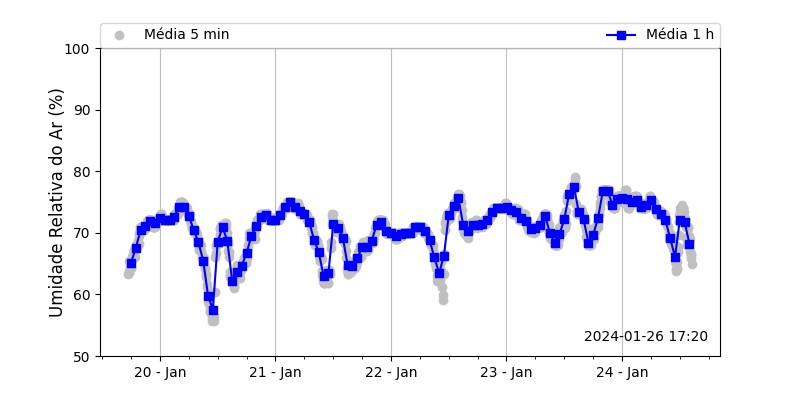 Média 5 min Média 1 h
Umidade Relativa do Ar (%)
100
90
80
70
60
50
2024-01-26 17:20
20 - Jan 21 - Jan 22 - Jan 23 - Jan 24 - Jan